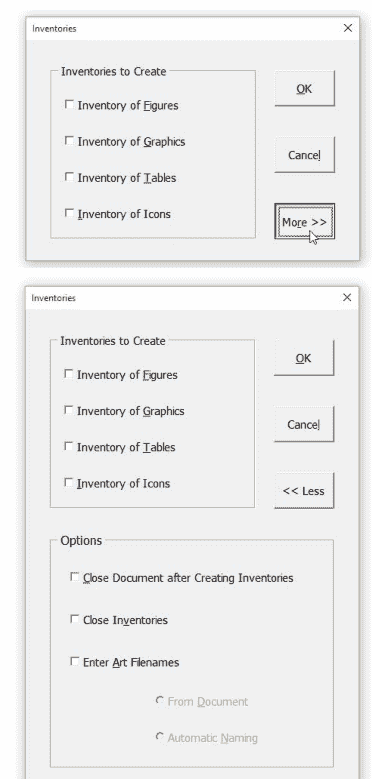 Inventories
Inventories to Create
Inventory of Figures
OK
Inventory of Graphics
Cancel
Inventory of Tables
Inventory of Icons
More >>
Inventories
Inventories to Create
OK
Inventory of Figures
Inventory of Graphics
Cancel
Inventory of Tables
Inventory of Icons
<< Less
Options
Close Document after Creating Inventories
Close Inventories
Enter Art Filenames
From Document
Automatic Naming